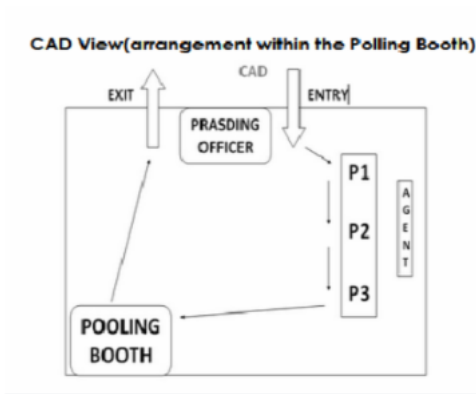 CAD View(arrangement within the Polling Booth)
CAD
EXIT
ENTRY
PRASDING
OFFICER
P1
P2
P3
A
G
E
N
T
POOLING
BOOTH